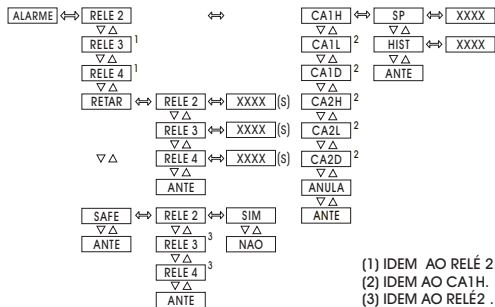 ALARME RELE 2 CA1H SP XXXX
RELE 3 1 CA1L 2 HIST XXXX
RELE 4 1 CA1D 2 ANTE
RETAR RELE 2 XXXX (S) CA2H 2
RELE 3 XXXX (S) CA2L 2
RELE 4 XXXX (S) CA2D 2
ANTE ANULA
SAFE RELE 2 SIM ANTE
ANTE RELE 3 3 NAO
RELE 4 3
ANTE
(1) IDEM AO RELÉ 2
(2) IDEM AO CA1H.
(3) IDEM AO RELÉ2 .